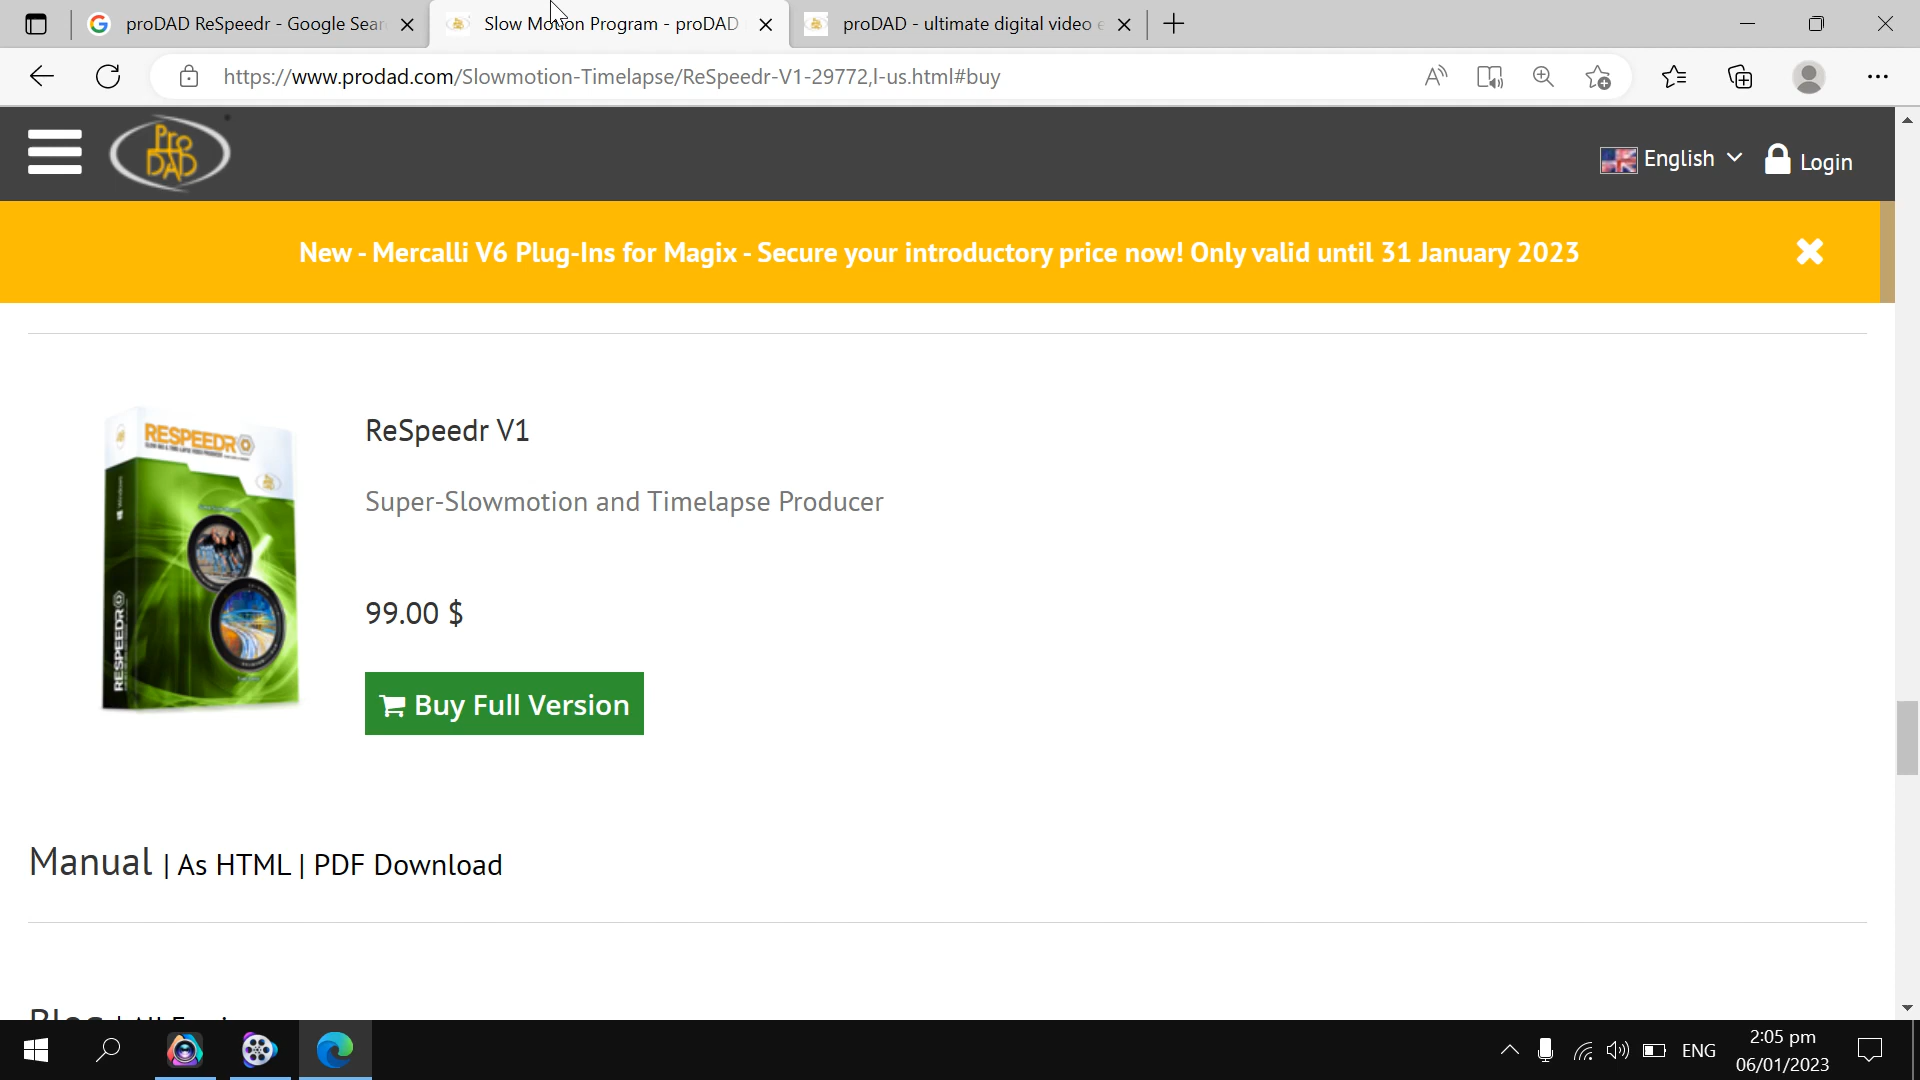 proDAD ReSpeedr - Google Sear
Slow Motion Program - proDAD
proDAD - ultimate digital video e
https://www.prodad.com/Slowmotion-Timelapse/ReSpeedr-V1-29772,l-us.html#buy
Pro
DAD
English
Login
New - Mercalli V6 Plug-Ins for Magix - Secure your introductory price now! Only valid until 31 January 2023
RESPEEDR
RESPEEDR
ReSpeedr V1
Super-Slowmotion and Timelapse Producer
99.00 $
Buy Full Version
Manual | As HTML | PDF Download
ENG
2:05 pm
06/01/2023